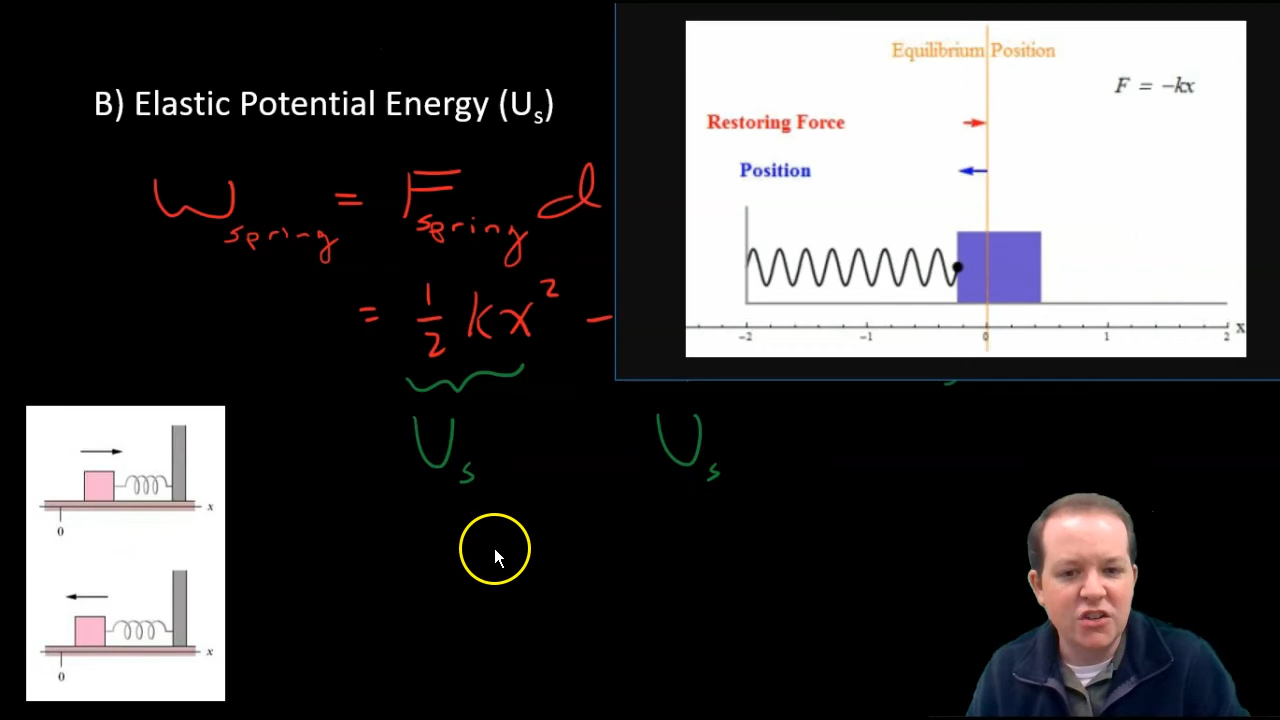 B) Elastic Potential Energy (Us)
W spring = F spring d
= 1/2 kx² –
Us Us
Equilibrium Position
F = -kx
Restoring Force
Position
-2 -1 0 1 2 x
x
0
x
0